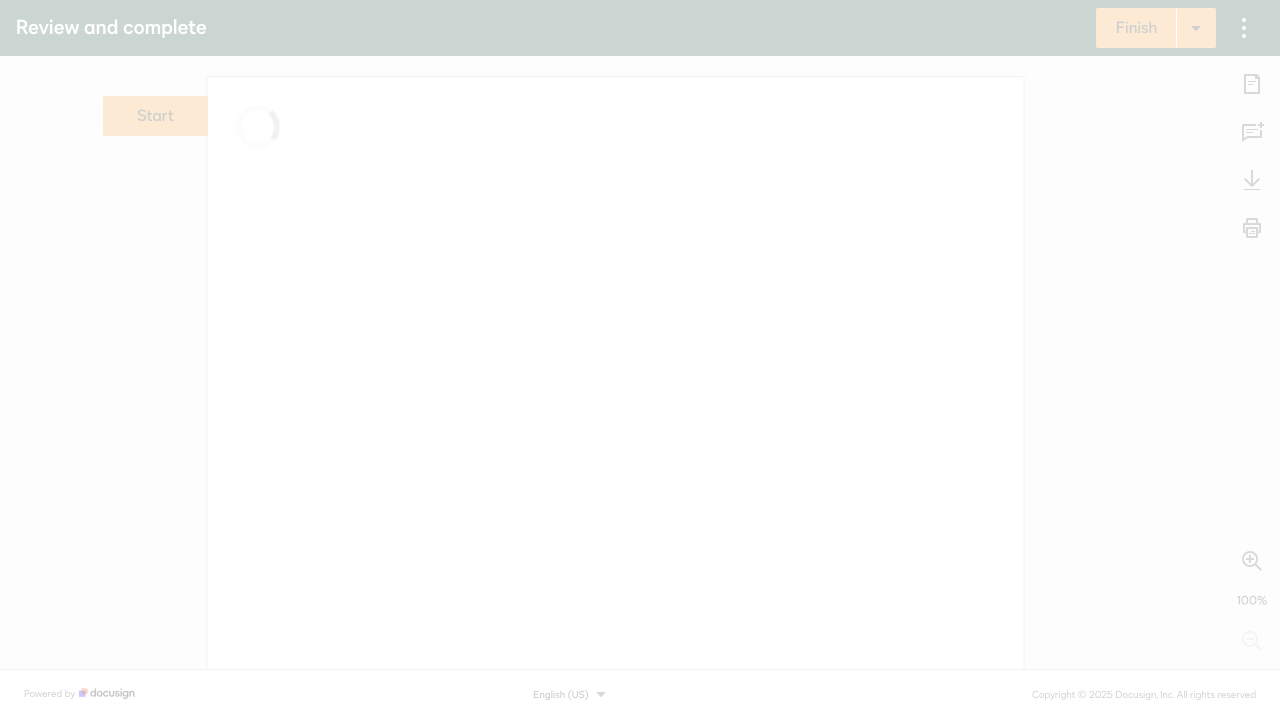 Review and complete
Finish
Start
100%
Powered by docusign
English (US)
Copyright © 2025 Docusign, Inc. All rights reserved